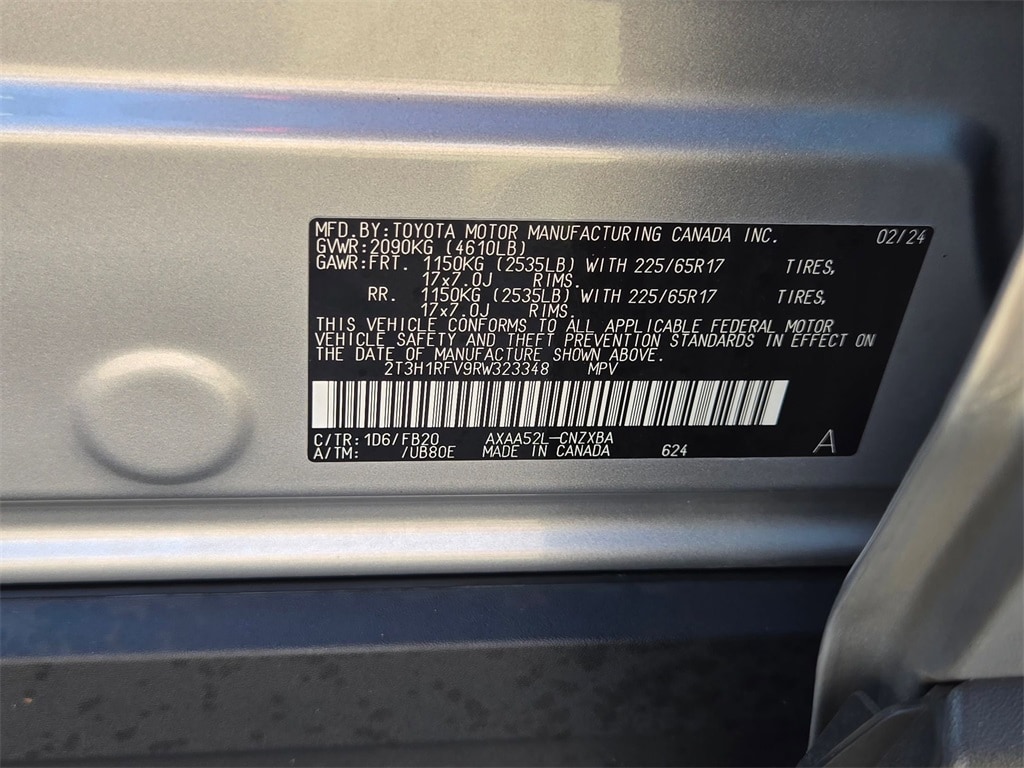 MFD.BY:TOYOTA MOTOR MANUFACTURING CANADA INC. 02/24
GVWR:2090KG (4610LB)
GAWR:FRT. 1150KG (2535LB) WITH 225/65R17 TIRES,
17x7.0J RIMS.
RR. 1150KG (2535LB) WITH 225/65R17 TIRES,
17x7.0J RIMS.
THIS VEHICLE CONFORMS TO ALL APPLICABLE FEDERAL MOTOR
VEHICLE SAFETY AND THEFT PREVENTION STANDARDS IN EFFECT ON
THE DATE OF MANUFACTURE SHOWN ABOVE.
2T3H1RFV9RW323348 MPV
C/TR:1D6/FB20 AXAA52L-CNZXBA
A/TM: /UB80E MADE IN CANADA 624 A